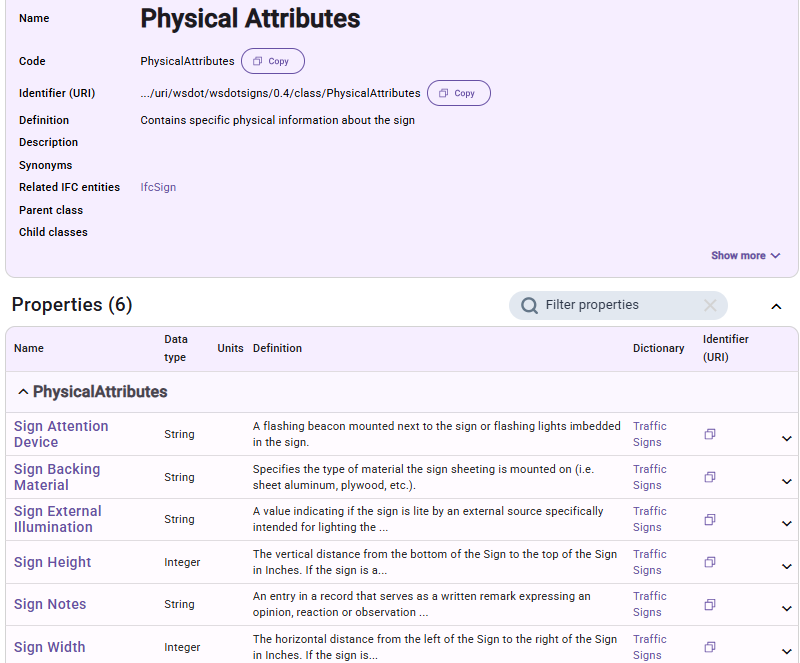 Name Physical Attributes
Code PhysicalAttributes Copy
Identifier (URI) .../uri/wsdot/wsdotsigns/0.4/class/PhysicalAttributes Copy
Definition Contains specific physical information about the sign
Description
Synonyms
Related IFC entities IfcSign
Parent class
Child classes
Show more
Properties (6) Filter properties
Name Data type Units Definition Dictionary Identifier (URI)
PhysicalAttributes
Sign Attention Device String A flashing beacon mounted next to the sign or flashing lights imbedded in the sign. Traffic Signs
Sign Backing Material String Specifies the type of material the sign sheeting is mounted on (i.e. sheet aluminum, plywood, etc.). Traffic Signs
Sign External Illumination String A value indicating if the sign is lite by an external source specifically intended for lighting the ... Traffic Signs
Sign Height Integer The vertical distance from the bottom of the Sign to the top of the Sign in Inches. If the sign is a... Traffic Signs
Sign Notes String An entry in a record that serves as a written remark expressing an opinion, reaction or observation ... Traffic Signs
Sign Width Integer The horizontal distance from the left of the Sign to the right of the Sign in Inches. If the sign is... Traffic Signs